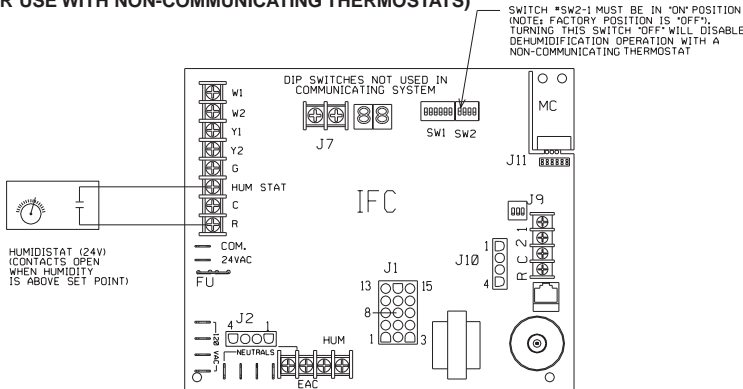 R USE WITH NON-COMMUNICATING THERMOSTATS)
SWITCH "SW2-1 MUST BE IN "ON" POSITION
(NOTE: FACTORY POSITION IS "OFF").
TURNING THIS SWITCH "OFF" WILL DISABLE
DEHUMIDIFICATION OPERATION WITH A
NON-COMMUNICATING THERMOSTAT
DIP SWITCHES NOT USED IN
COMMUNICATING SYSTEM
W1
W2
Y1
Y2
G
HUM STAT
C
R
COM.
24VAC
FU
J7
88
SW1 SW2
MC
J11
J9
IFC
HUMIDISTAT (24V)
(CONTACTS OPEN
WHEN HUMIDITY
IS ABOVE SET POINT)
R C 2 1
J10
1
4
J1
13 15
8
1 3
J2
4 1
120 VAC
NEUTRALS
HUM
EAC